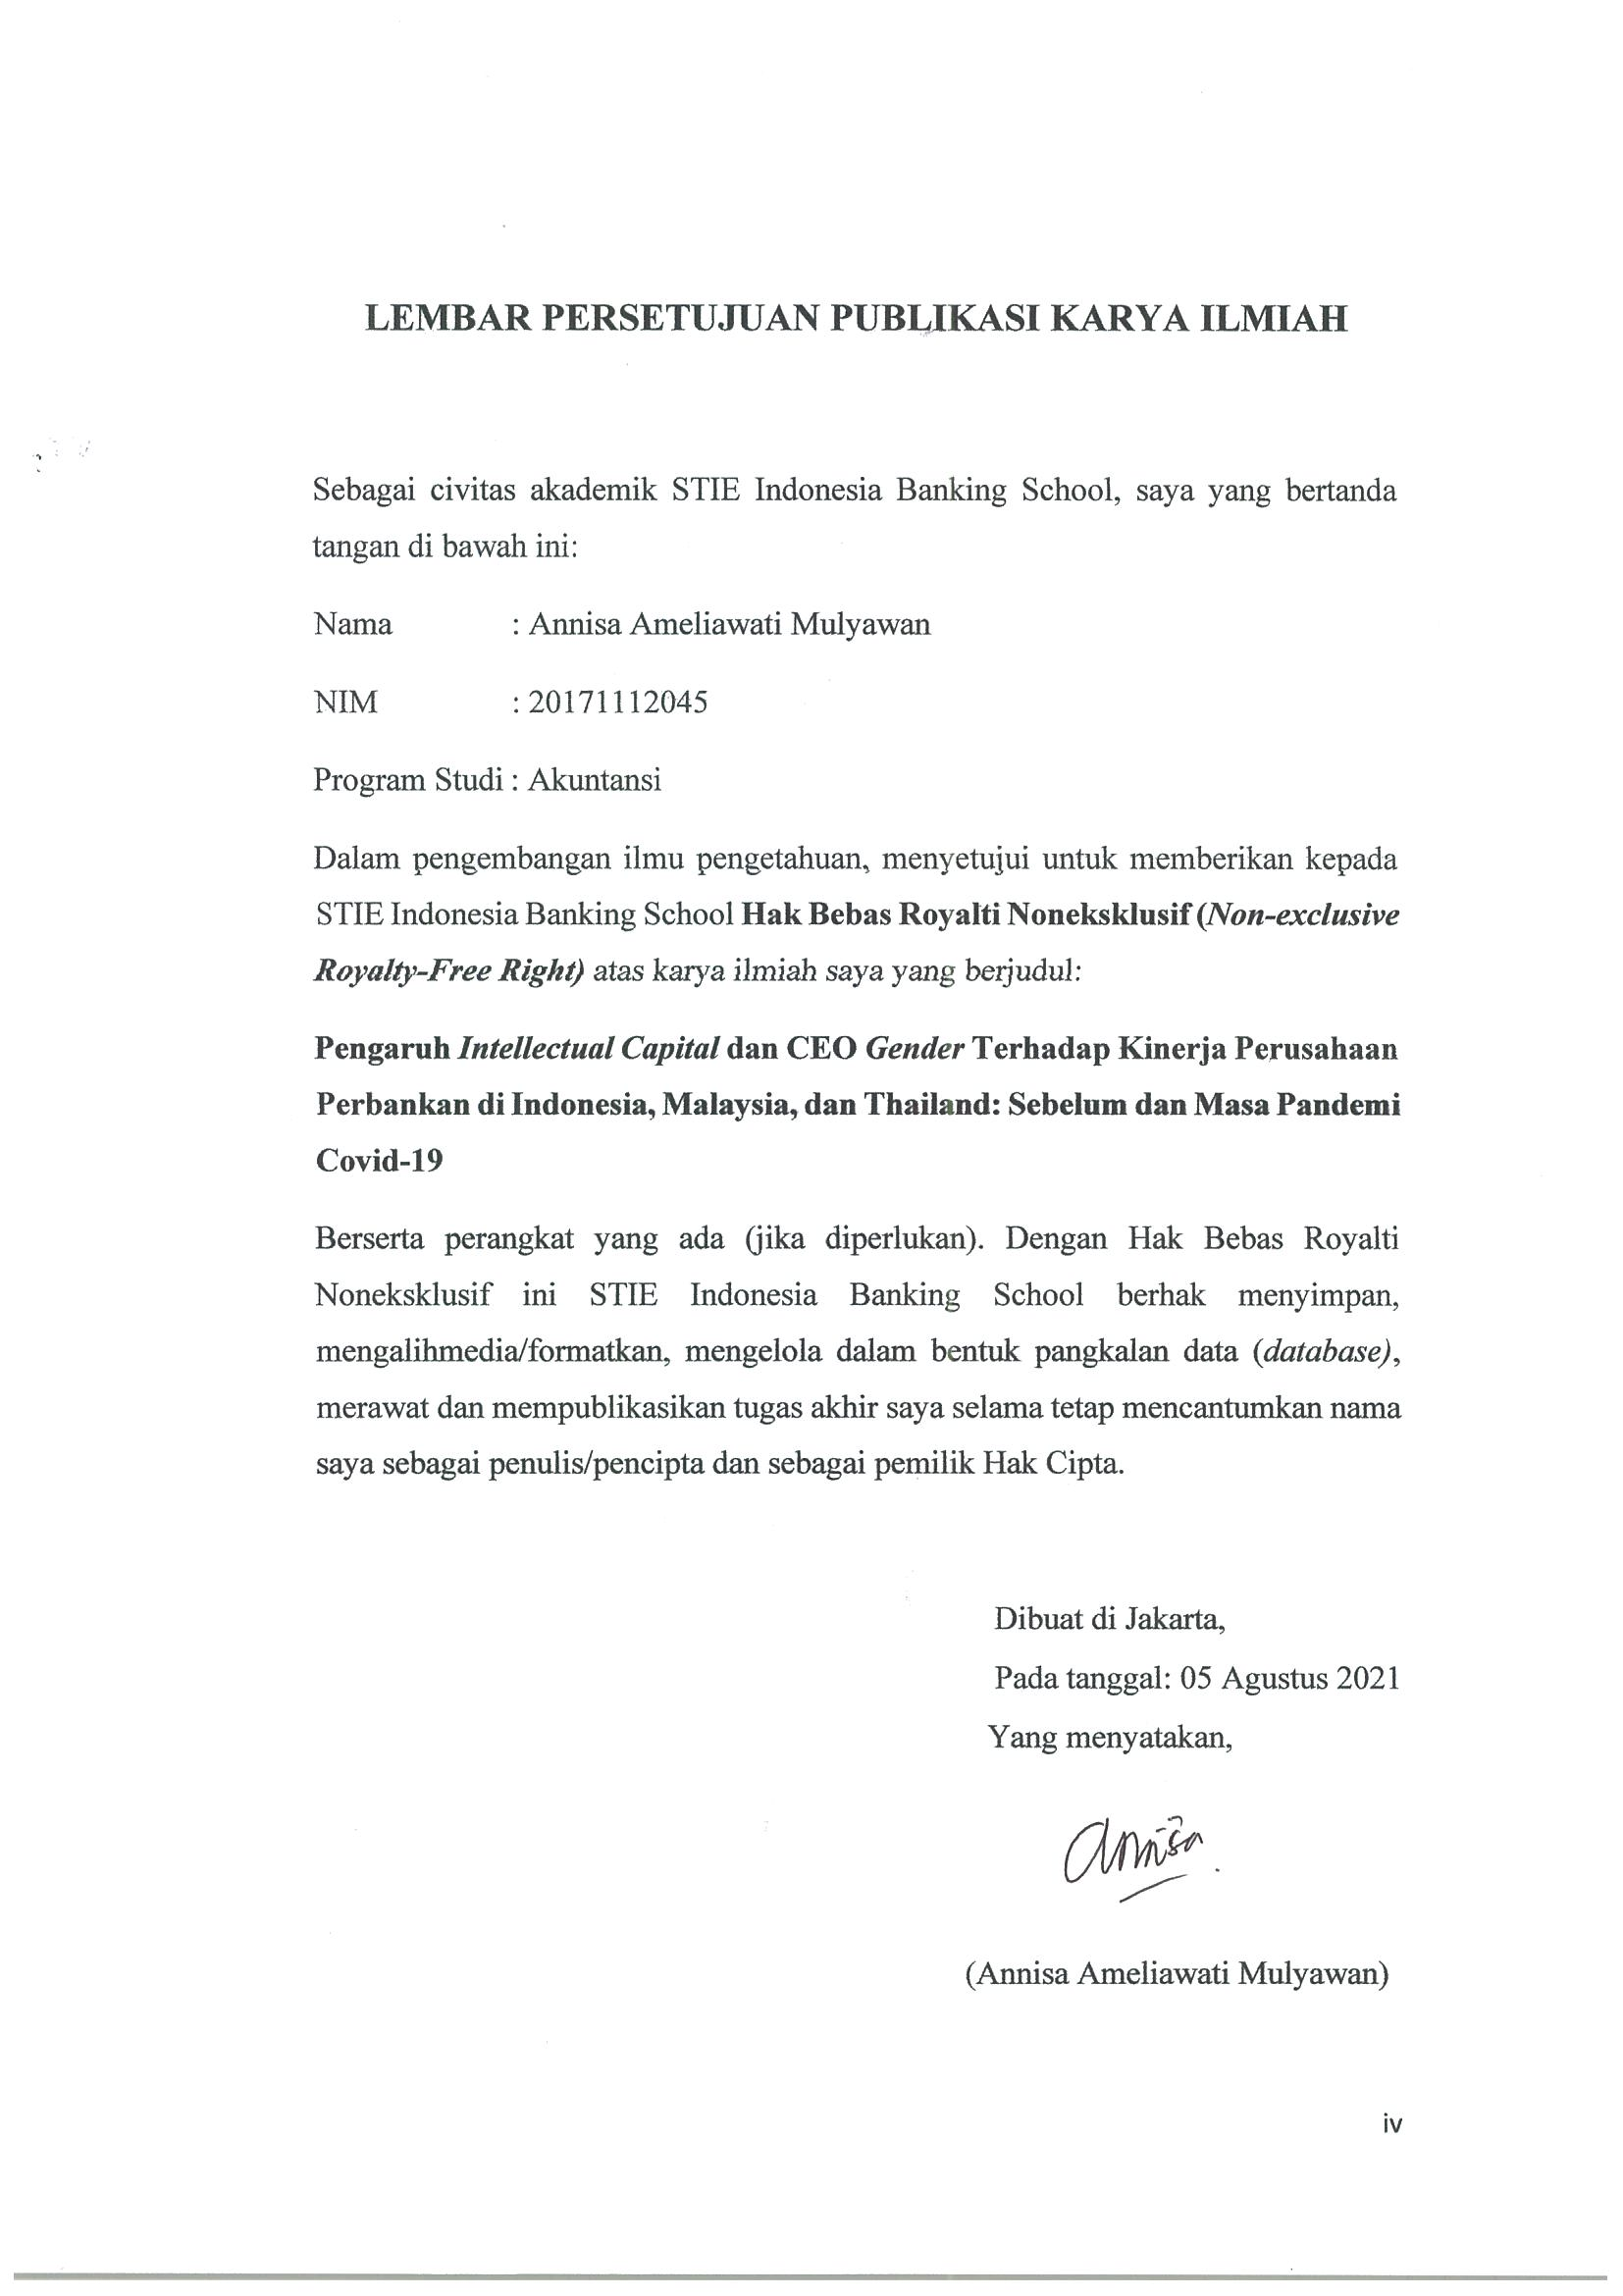 LEMBAR PERSETUJUAN PUBLIKASI KARYA ILMIAH
Sebagai civitas akademik STIE Indonesia Banking School, saya yang bertanda
tangan di bawah ini:
Nama : Annisa Ameliawati Mulyawan
NIM : 20171112045
Program Studi : Akuntansi
Dalam pengembangan ilmu pengetahuan, menyetujui untuk memberikan kepada
STIE Indonesia Banking School Hak Bebas Royalti Noneksklusif (Non-exclusive
Royalty-Free Right) atas karya ilmiah saya yang berjudul:
Pengaruh Intellectual Capital dan CEO Gender Terhadap Kinerja Perusahaan
Perbankan di Indonesia, Malaysia, dan Thailand: Sebelum dan Masa Pandemi
Covid-19
Berserta perangkat yang ada (jika diperlukan). Dengan Hak Bebas Royalti
Noneksklusif ini STIE Indonesia Banking School berhak menyimpan,
mengalihmedia/formatkan, mengelola dalam bentuk pangkalan data (database),
merawat dan mempublikasikan tugas akhir saya selama tetap mencantumkan nama
saya sebagai penulis/pencipta dan sebagai pemilik Hak Cipta.
Dibuat di Jakarta,
Pada tanggal: 05 Agustus 2021
Yang menyatakan,
annisa
(Annisa Ameliawati Mulyawan)
iv